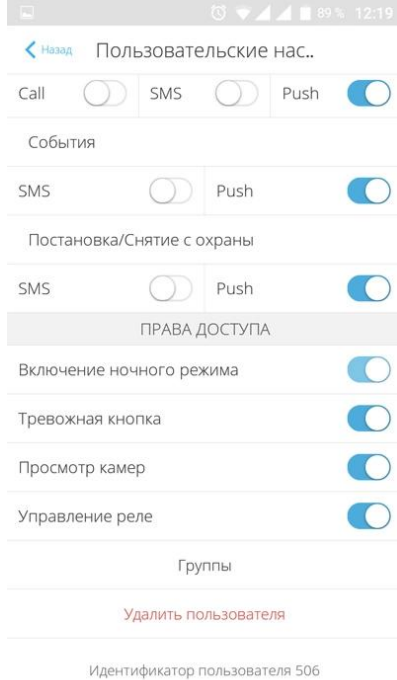 89 % 12:19
Назад Пользовательские нас..
Call SMS Push
События
SMS Push
Постановка/Снятие с охраны
SMS Push
ПРАВА ДОСТУПА
Включение ночного режима
Тревожная кнопка
Просмотр камер
Управление реле
Группы
Удалить пользователя
Идентификатор пользователя 506